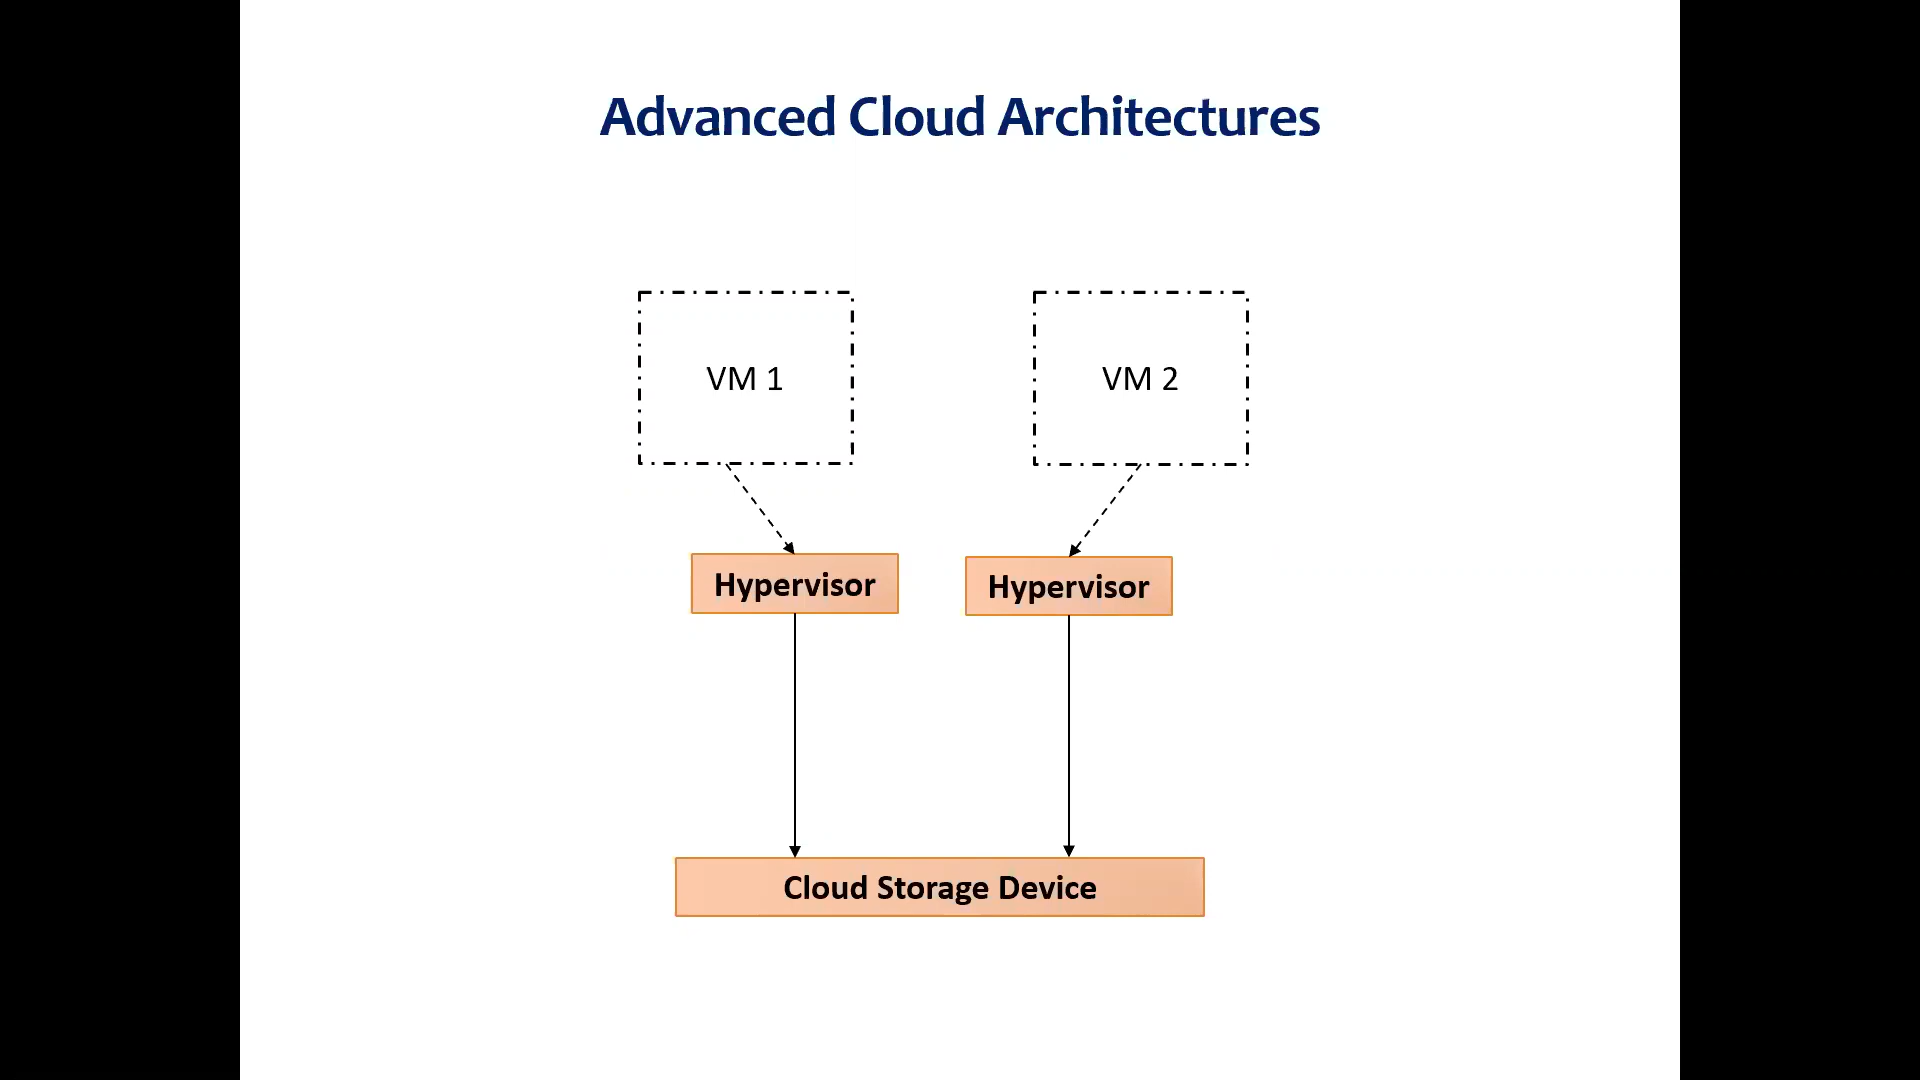 Advanced Cloud Architectures
VM 1
VM 2
Hypervisor
Hypervisor
Cloud Storage Device